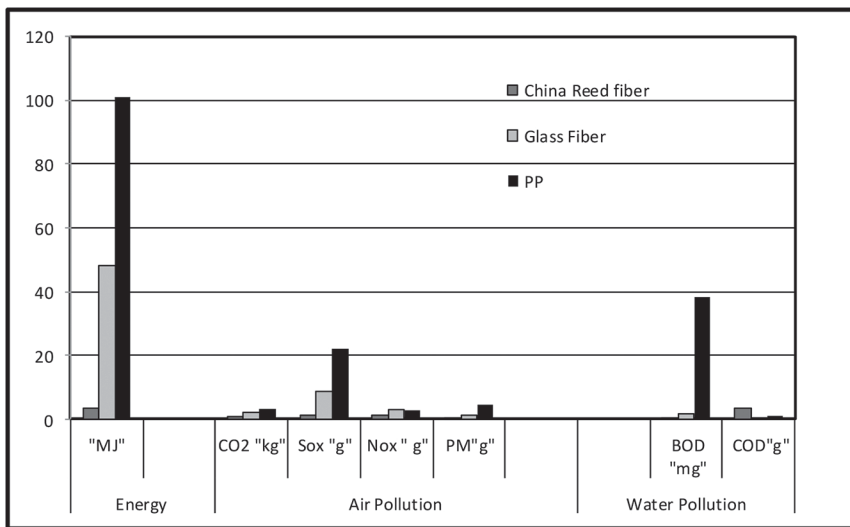 120
100
80
60
40
20
0
China Reed fiber
Glass Fiber
PP
"MJ"
CO2 "kg"
Sox "g"
Nox " g"
PM"g"
BOD
"mg"
COD"g"
Energy
Air Pollution
Water Pollution